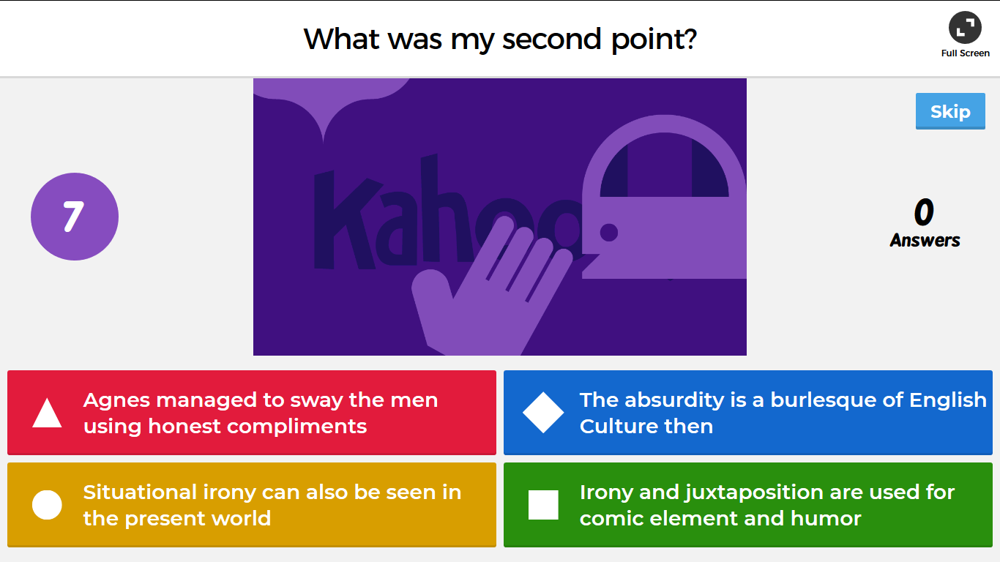 What was my second point?
Full Screen
Skip
7
Kahoo
0
Answers
Agnes managed to sway the men
using honest compliments
The absurdity is a burlesque of English
Culture then
Situational irony can also be seen in
the present world
Irony and juxtaposition are used for
comic element and humor